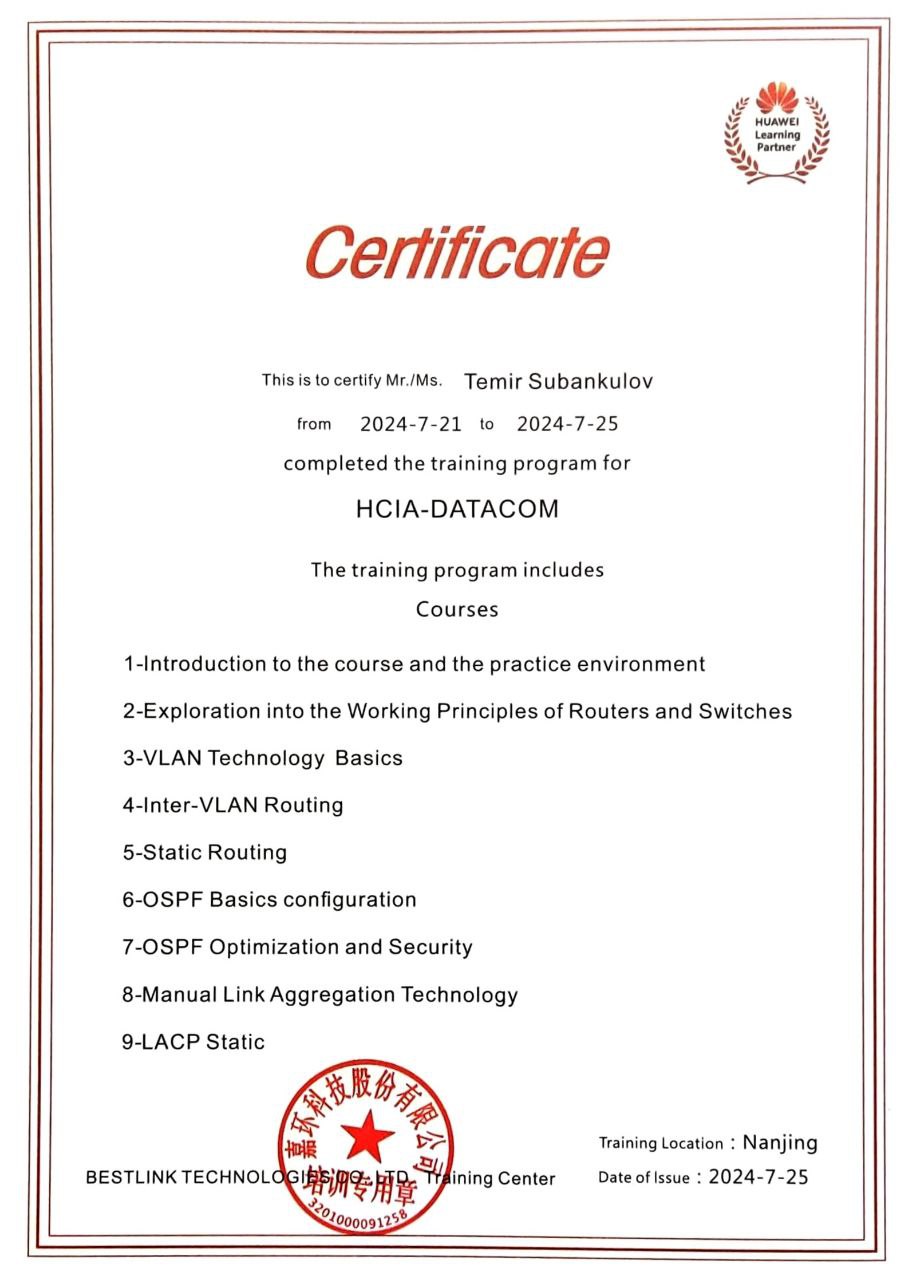 HUAWEI
Learning
Partner
Certificate
This is to certify Mr./Ms. Temir Subankulov
from 2024-7-21 to 2024-7-25
completed the training program for
HCIA-DATACOM
The training program includes
Courses
1-Introduction to the course and the practice environment
2-Exploration into the Working Principles of Routers and Switches
3-VLAN Technology Basics
4-Inter-VLAN Routing
5-Static Routing
6-OSPF Basics configuration
7-OSPF Optimization and Security
8-Manual Link Aggregation Technology
9-LACP Static
嘉环科技股份有限公司
培训专用章
3201000091258
BESTLINK TECHNOLOGIES CO., LTD. Training Center
Training Location : Nanjing
Date of Issue : 2024-7-25